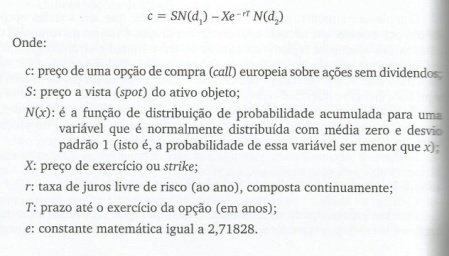 c = SN(d₁) – Xe⁻ʳᵀ N(d₂)
Onde:
c: preço de uma opção de compra (call) europeia sobre ações sem dividendos;
S: preço a vista (spot) do ativo objeto;
N(x): é a função de distribuição de probabilidade acumulada para uma
variável que é normalmente distribuída com média zero e desvio
padrão 1 (isto é, a probabilidade de essa variável ser menor que x);
X: preço de exercício ou strike;
r: taxa de juros livre de risco (ao ano), composta continuamente;
T: prazo até o exercício da opção (em anos);
e: constante matemática igual a 2,71828.